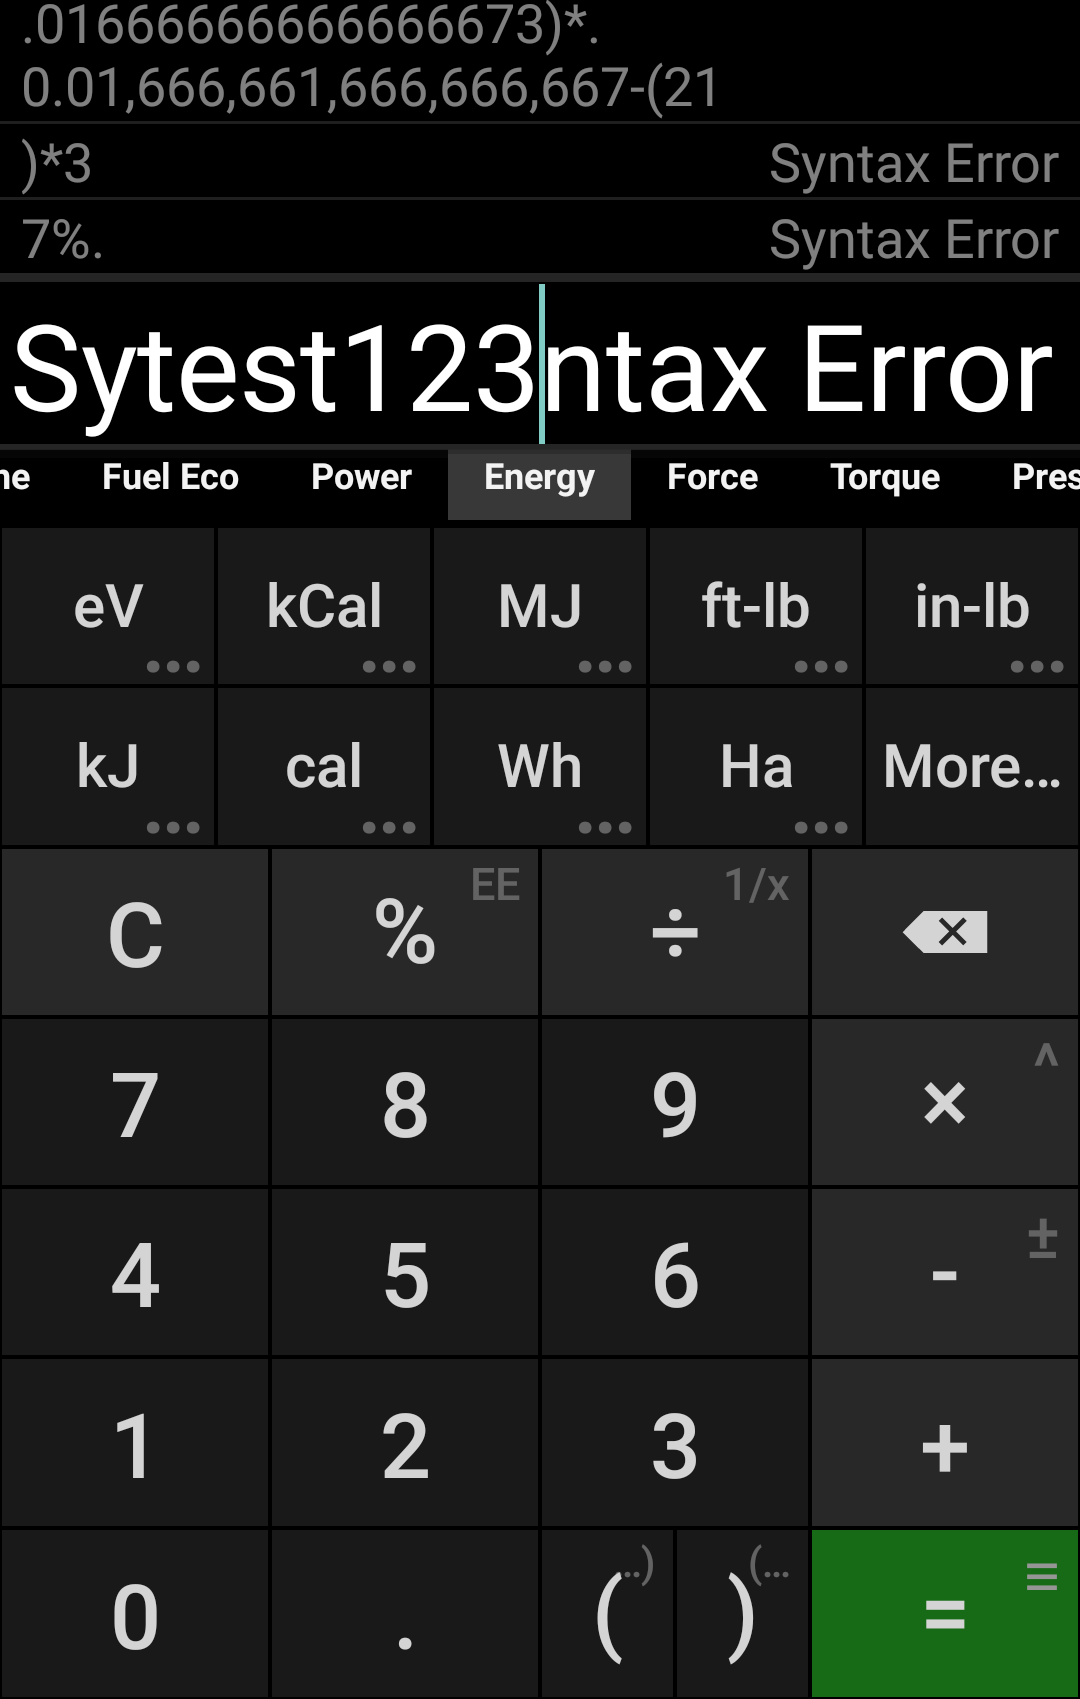 .0166666666666673)*.
0.01,666,661,666,666,667-(21
)*3 Syntax Error
7%. Syntax Error
Sytest123ntax Error
ne Fuel Eco Power Energy Force Torque Pres
eV kCal MJ ft-lb in-lb
kJ cal Wh Ha More...
C % EE ÷ 1/x
7 8 9 × ^
4 5 6 - ±
1 2 3 +
0 . ( ..) ) (... = ≡